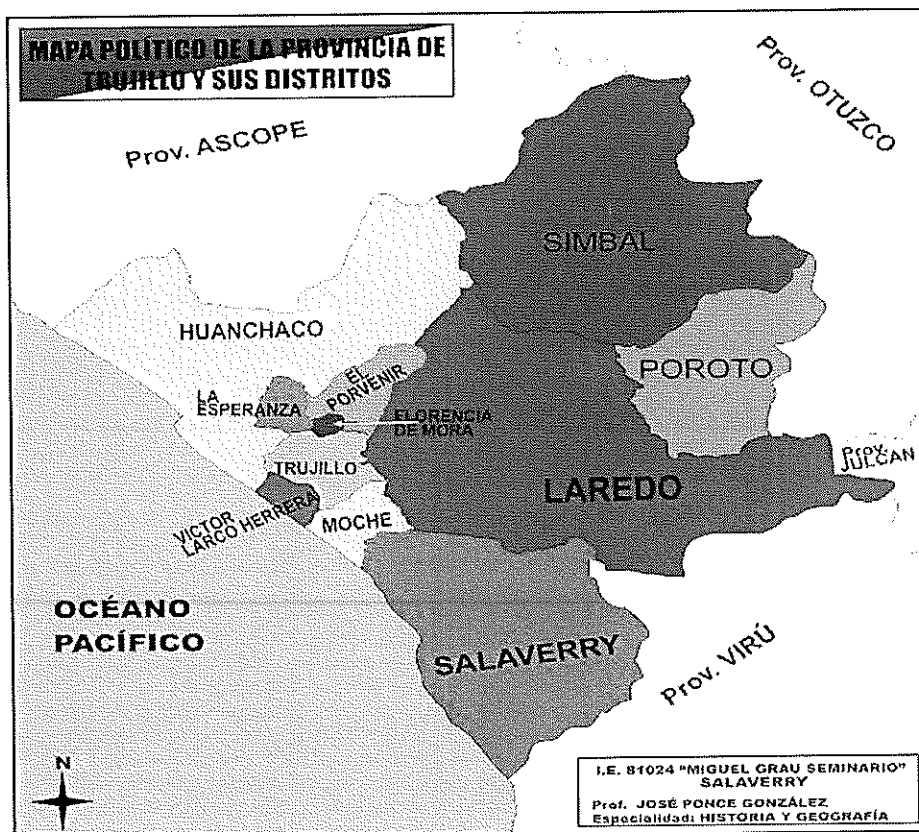 MAPA POLÍTICO DE LA PROVINCIA DE
TRUJILLO Y SUS DISTRITOS
Prov. ASCOPE
Prov. OTUZCO
SIMBAL
HUANCHACO
POROTO
EL
PORVENIR
LA
ESPERANZA
FLORENCIA
DE MORA
Prov.
JULCAN
TRUJILLO
LAREDO
VICTOR
LARCO HERRERA
MOCHE
OCÉANO
PACÍFICO
SALAVERRY
Prov. VIRÚ
N
I.E. 81024 "MIGUEL GRAU SEMINARIO"
SALAVERRY
Prof. JOSÉ PONCE GONZÁLEZ
Especialidad: HISTORIA Y GEOGRAFÍA